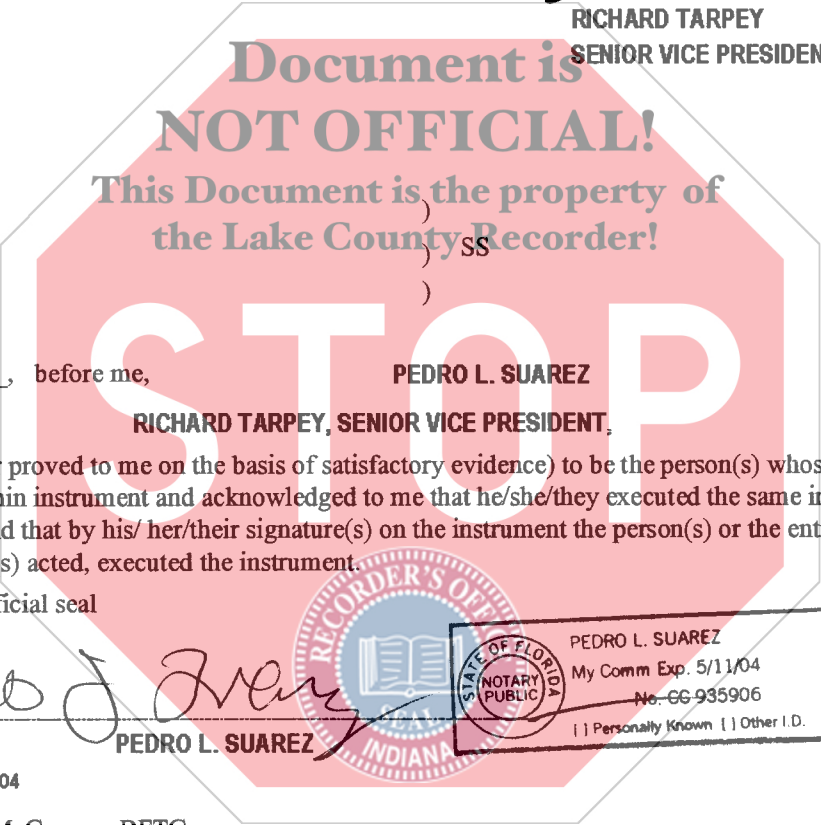 RICHARD TARPEY
SENIOR VICE PRESIDEN
Document is
NOT OFFICIAL!
This Document is the property of
the Lake County Recorder!
)
) SS
)
STOP
, before me, PEDRO L. SUAREZ
RICHARD TARPEY, SENIOR VICE PRESIDENT,
proved to me on the basis of satisfactory evidence) to be the person(s) whos
in instrument and acknowledged to me that he/she/they executed the same i
d that by his/ her/their signature(s) on the instrument the person(s) or the ent
s) acted, executed the instrument.
ficial seal
RECORDER'S OFFICE
SEAL
INDIANA
PEDRO L. SUAREZ
STATE OF FLORIDA
NOTARY
PUBLIC
PEDRO L. SUAREZ
My Comm Exp. 5/11/04
No. CC 935906
[ ] Personally Known [ ] Other I.D.
04